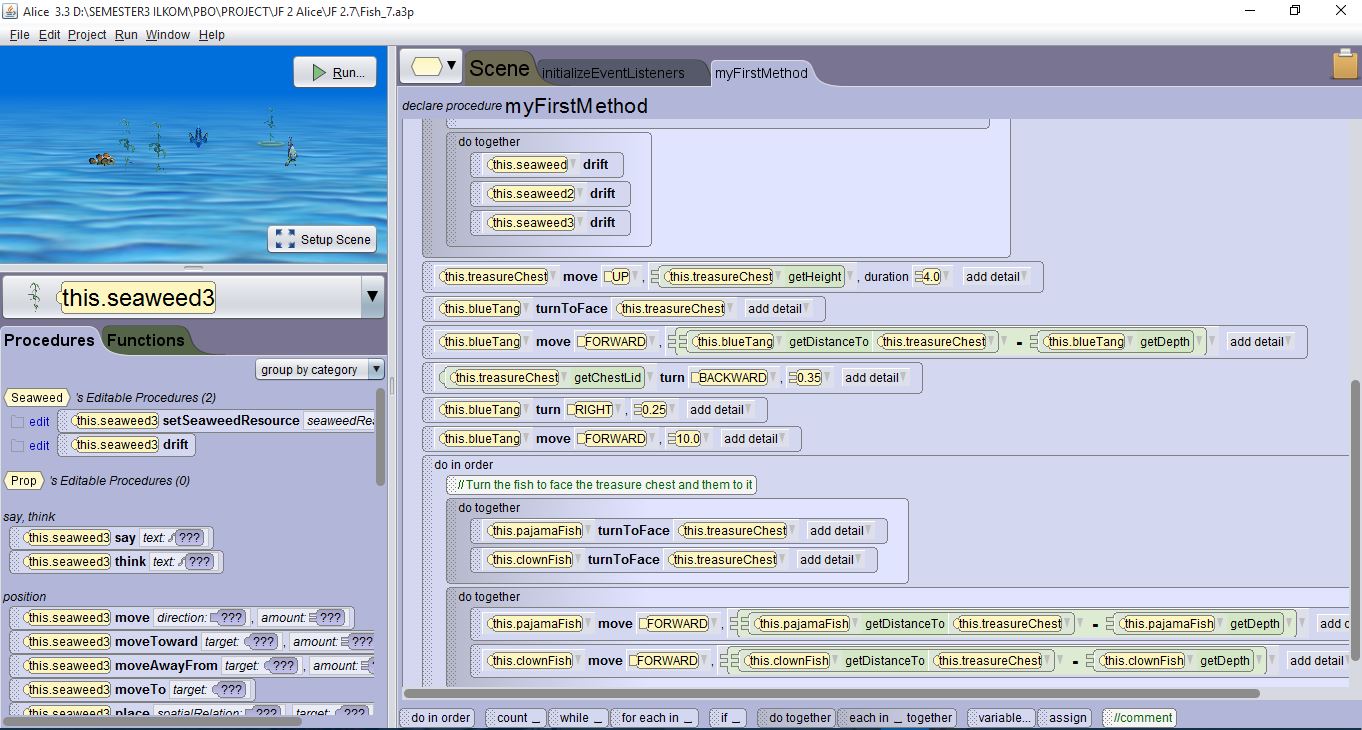 Alice 3.3 D:\SEMESTER3 ILKOM\PBO\PROJECT\JF 2 Alice\JF 2.7\Fish_7.a3p
File Edit Project Run Window Help
Run...
Setup Scene
this.seaweed3
Procedures Functions
group by category
Seaweed 's Editable Procedures (2)
edit this.seaweed3 setSeaweedResource seaweedRe
edit this.seaweed3 drift
Prop 's Editable Procedures (0)
say, think
this.seaweed3 say text: ???
this.seaweed3 think text: ???
position
this.seaweed3 move direction: ??? , amount: ???
this.seaweed3 moveToward target: ??? , amount: ???
this.seaweed3 moveAwayFrom target: ??? , amount: ?
this.seaweed3 moveTo target: ???
this.seaweed3 place spatialRelation: ??? , target: ???
Scene initializeEventListeners myFirstMethod
declare procedure myFirstMethod
do together
this.seaweed drift
this.seaweed2 drift
this.seaweed3 drift
this.treasureChest move UP , this.treasureChest getHeight , duration 4.0 add detail
this.blueTang turnToFace this.treasureChest add detail
this.blueTang move FORWARD , this.blueTang getDistanceTo this.treasureChest - this.blueTang getDepth add detail
this.treasureChest getChestLid turn BACKWARD , 0.35 add detail
this.blueTang turn RIGHT , 0.25 add detail
this.blueTang move FORWARD , 10.0 add detail
do in order
//Turn the fish to face the treasure chest and them to it
do together
this.pajamaFish turnToFace this.treasureChest add detail
this.clownFish turnToFace this.treasureChest add detail
do together
this.pajamaFish move FORWARD , this.pajamaFish getDistanceTo this.treasureChest - this.pajamaFish getDepth add d
this.clownFish move FORWARD , this.clownFish getDistanceTo this.treasureChest - this.clownFish getDepth add detail
do in order count _ while _ for each in _ if _ do together each in _ together variable... assign //comment